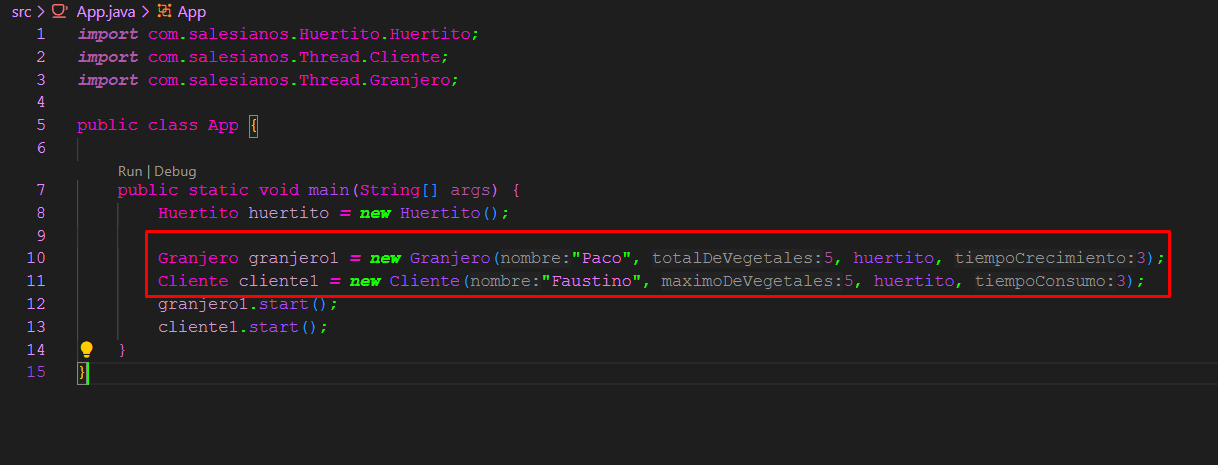 src > App.java > App
1 import com.salesianos.Huertito.Huertito;
2 import com.salesianos.Thread.Cliente;
3 import com.salesianos.Thread.Granjero;
4
5 public class App {
6
Run | Debug
7 public static void main(String[] args) {
8 Huertito huertito = new Huertito();
9
10 Granjero granjero1 = new Granjero(nombre:"Paco", totalDeVegetales:5, huertito, tiempoCrecimiento:3);
11 Cliente cliente1 = new Cliente(nombre:"Faustino", maximoDeVegetales:5, huertito, tiempoConsumo:3);
12 granjero1.start();
13 cliente1.start();
14 }
15 }